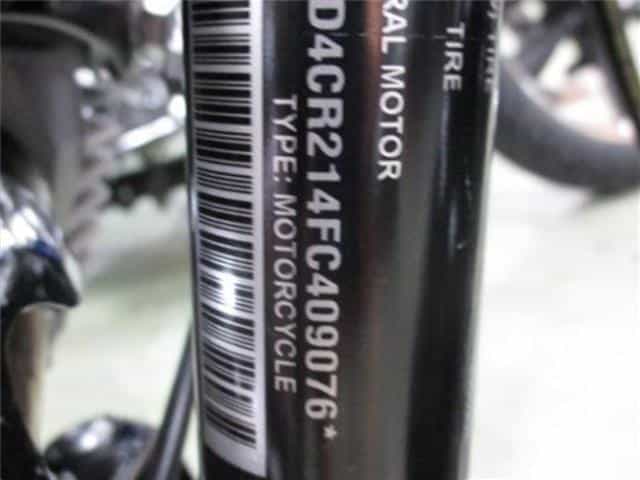 RAL MOTOR
TIRE
D4CR214FC409076*
TYPE: MOTORCYCLE